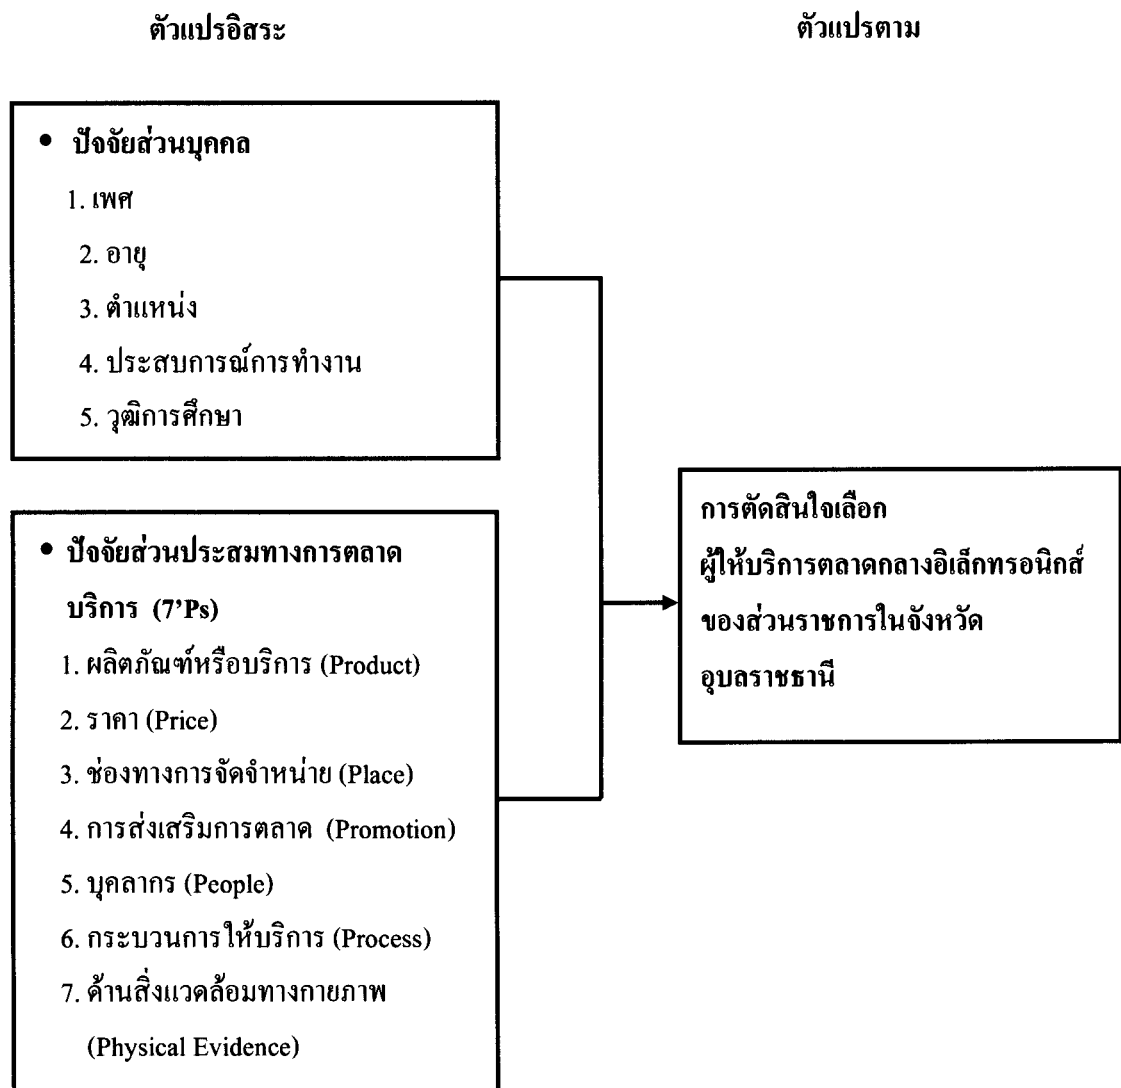 ตัวแปรอิสระ
ตัวแปรตาม
• ปัจจัยส่วนบุคคล
1. เพศ
2. อายุ
3. ตำแหน่ง
4. ประสบการณ์การทำงาน
5. วุฒิการศึกษา
• ปัจจัยส่วนประสมทางการตลาด
บริการ (7'Ps)
1. ผลิตภัณฑ์หรือบริการ (Product)
2. ราคา (Price)
3. ช่องทางการจัดจำหน่าย (Place)
4. การส่งเสริมการตลาด (Promotion)
5. บุคลากร (People)
6. กระบวนการให้บริการ (Process)
7. ด้านสิ่งแวดล้อมทางกายภาพ
(Physical Evidence)
การตัดสินใจเลือก
ผู้ให้บริการตลาดกลางอิเล็กทรอนิกส์
ของส่วนราชการในจังหวัด
อุบลราชธานี